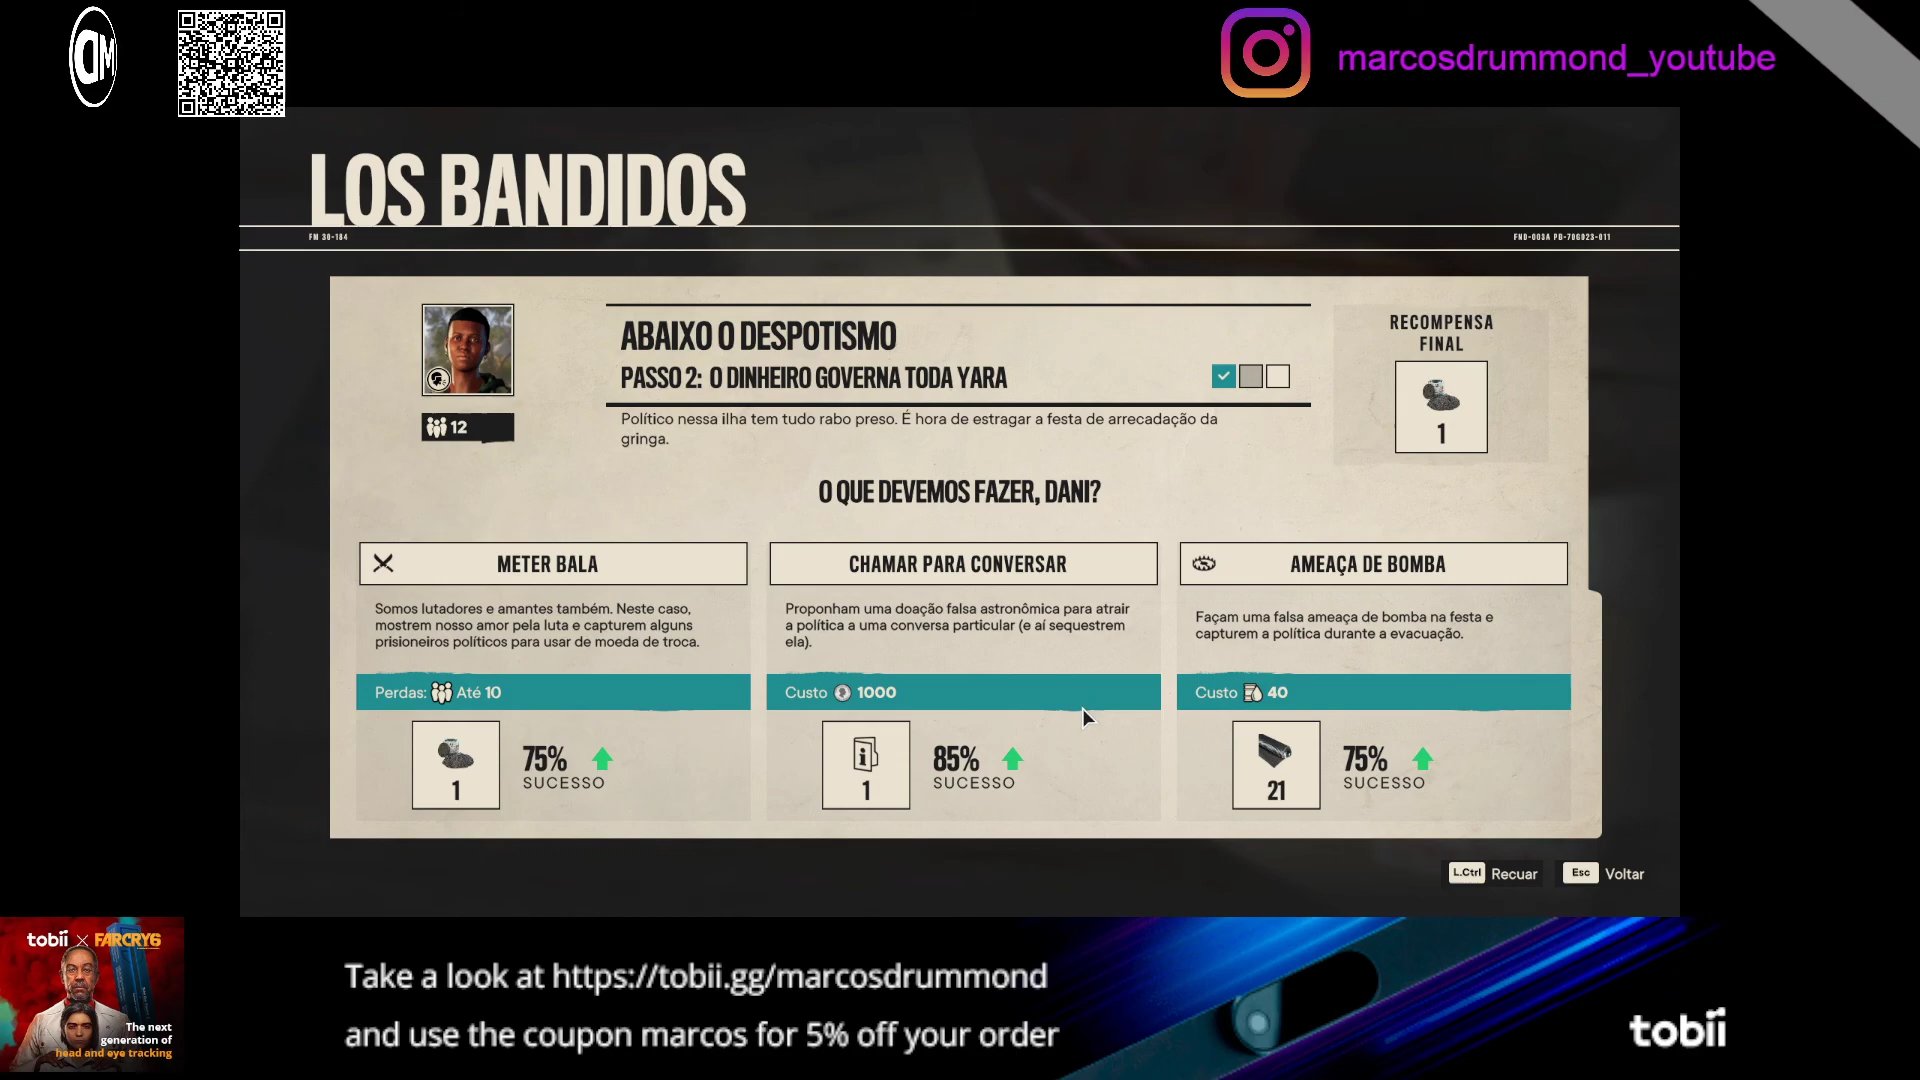 DM
marcosdrummond_youtube
LOS BANDIDOS
FM 30-184
FND-003A PB-70G023-011
ABAIXO O DESPOTISMO
PASSO 2: O DINHEIRO GOVERNA TODA YARA
12
Político nessa ilha tem tudo rabo preso. É hora de estragar a festa de arrecadação da
gringa.
RECOMPENSA
FINAL
1
O QUE DEVEMOS FAZER, DANI?
METER BALA
Somos lutadores e amantes também. Neste caso,
mostrem nosso amor pela luta e capturem alguns
prisioneiros políticos para usar de moeda de troca.
Perdas: Até 10
1
75%
SUCESSO
CHAMAR PARA CONVERSAR
Proponham uma doação falsa astronômica para atrair
a política a uma conversa particular (e aí sequestrem
ela).
Custo 1000
1
85%
SUCESSO
AMEAÇA DE BOMBA
Façam uma falsa ameaça de bomba na festa e
capturem a política durante a evacuação.
Custo 40
21
75%
SUCESSO
L.Ctrl Recuar
Esc Voltar
tobii X FARCRY6
The next
generation of
head and eye tracking
Take a look at https://tobii.gg/marcosdrummond
and use the coupon marcos for 5% off your order
tobii